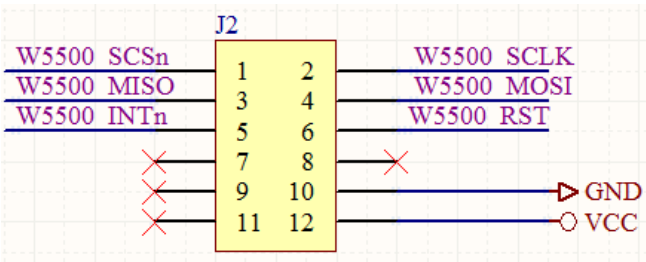 J2
W5500 SCSn 1 2 W5500 SCLK
W5500 MISO 3 4 W5500 MOSI
W5500 INTn 5 6 W5500 RST
7 8
9 10 GND
11 12 VCC